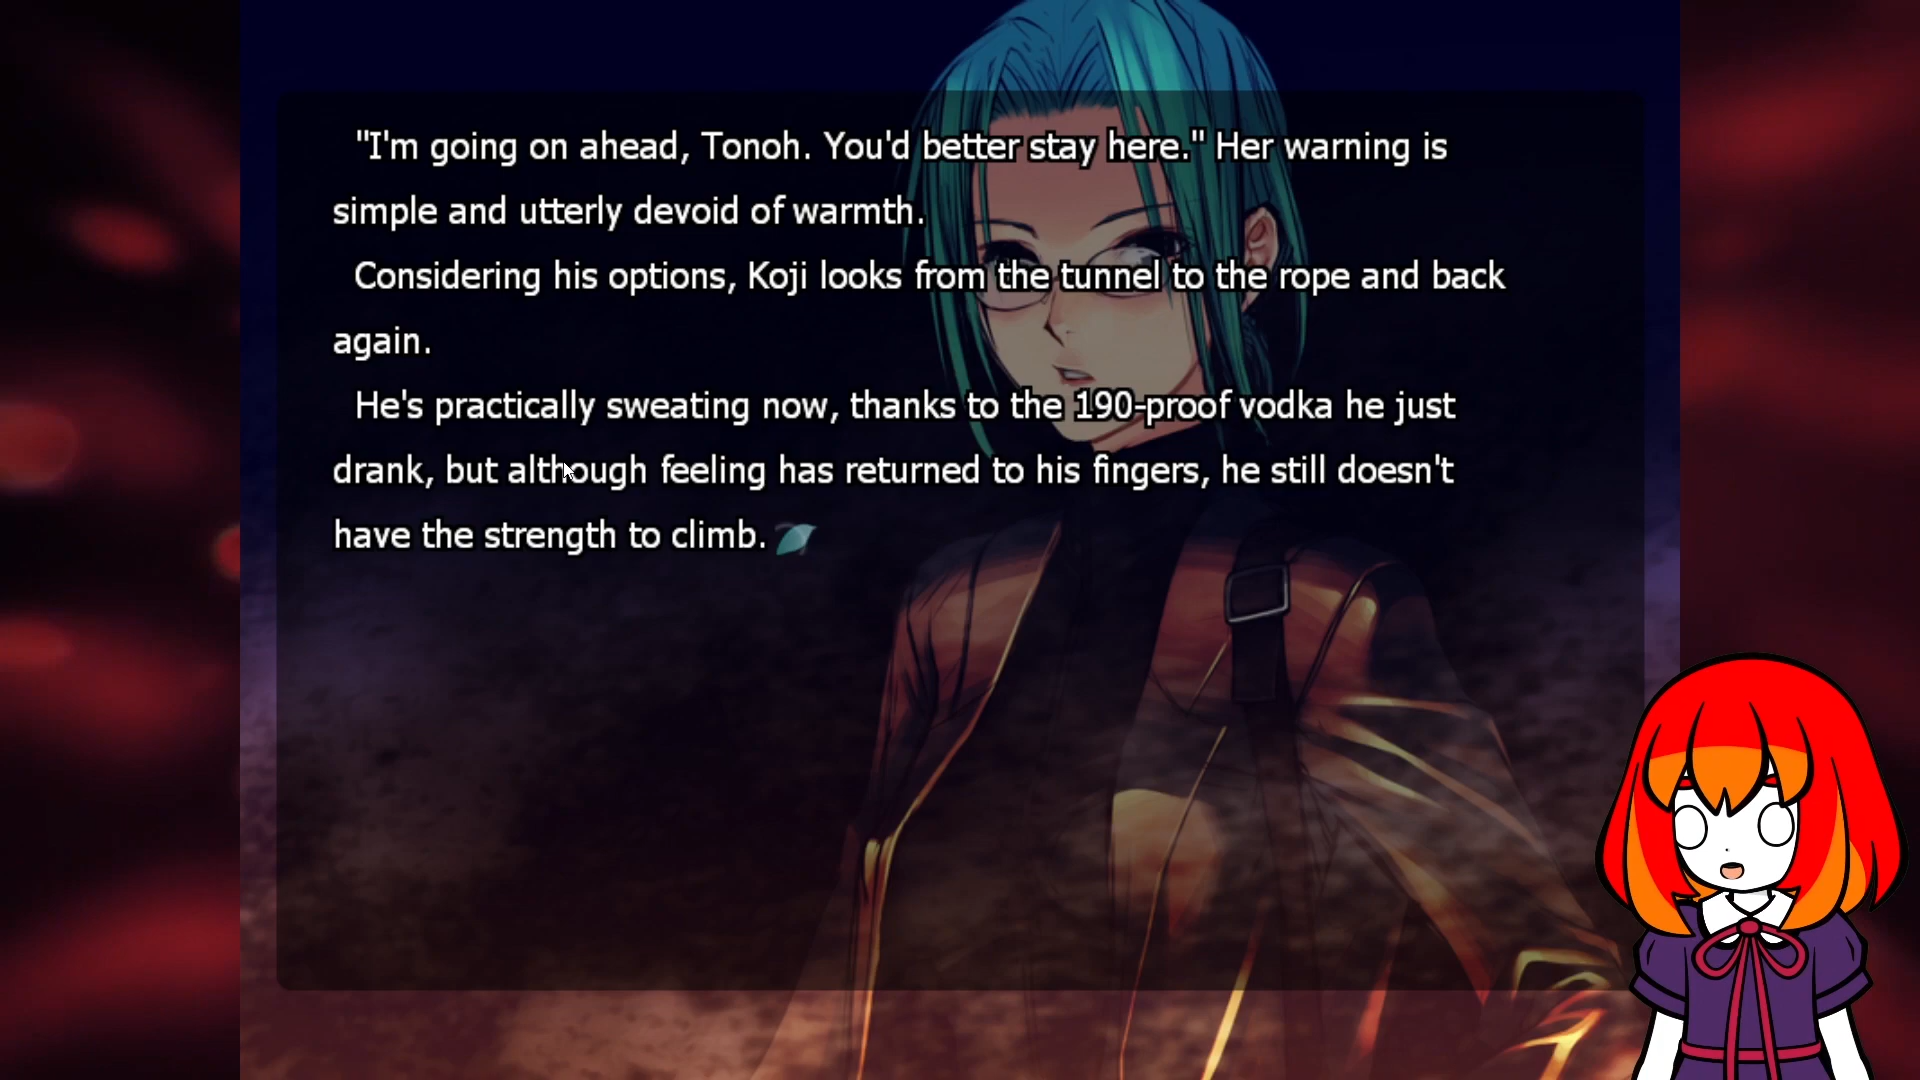 "I'm going on ahead, Tonoh. You'd better stay here." Her warning is
simple and utterly devoid of warmth.
Considering his options, Koji looks from the tunnel to the rope and back
again.
He's practically sweating now, thanks to the 190-proof vodka he just
drank, but although feeling has returned to his fingers, he still doesn't
have the strength to climb.